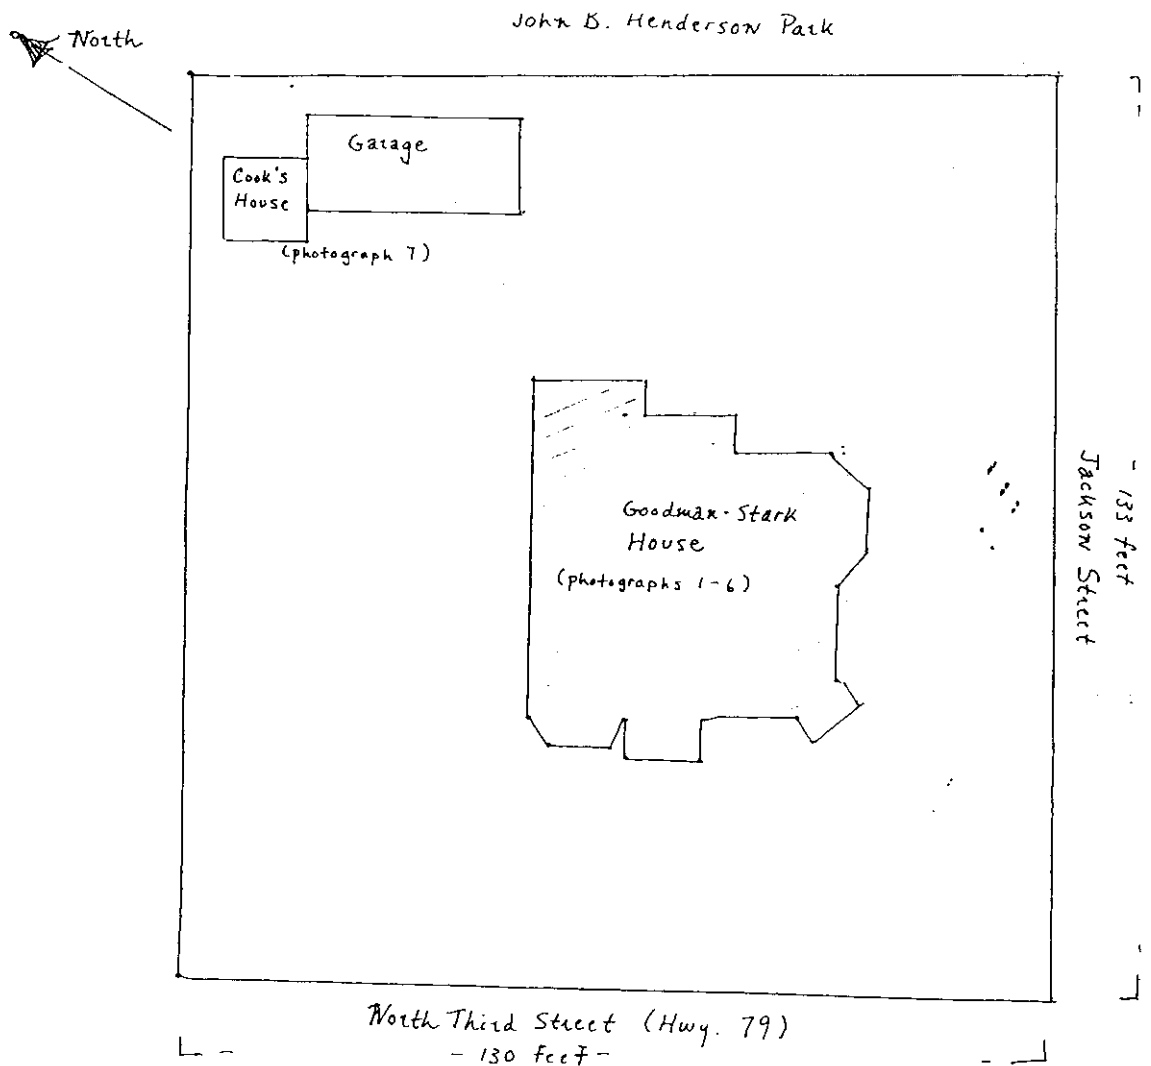 John B. Henderson Park
North
Garage
Cook's
House
(photograph 7)
Goodman-Stark
House
(photographs 1-6)
- 133 feet
Jackson Street
North Third Street (Hwy. 79)
- 130 feet -